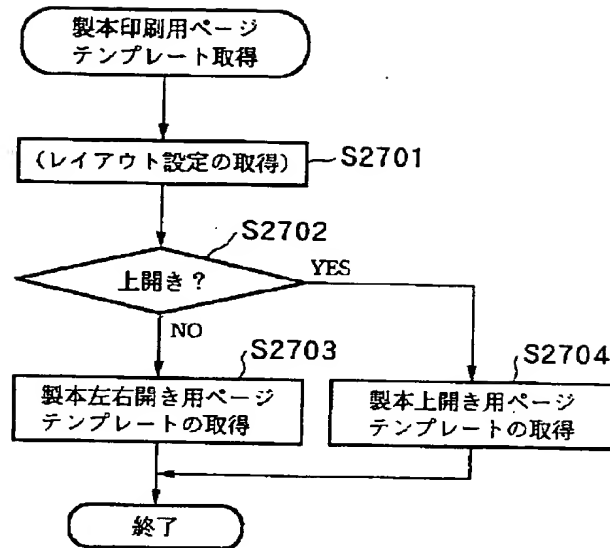 製本印刷用ページ
テンプレート取得
(レイアウト設定の取得)
S2701
S2702
上開き?
YES
NO
S2703
S2704
製本左右開き用ページ
テンプレートの取得
製本上開き用ページ
テンプレートの取得
終了